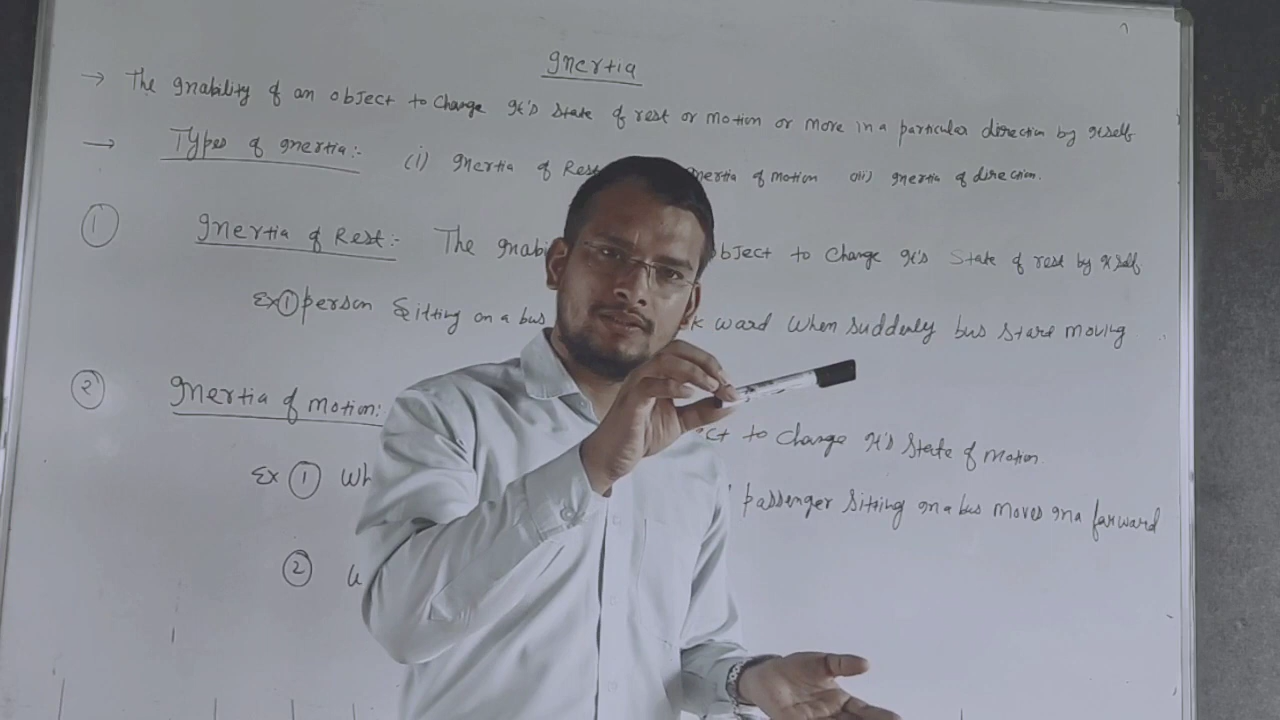 Inertia
→ The Inability of an object to change It's state of rest or motion or move in a particular direction by itself
→ Types of inertia:- (i) Inertia of Rest nertia of motion (iii) inertia of direction.
① Inertia of Rest:- The Inabi bject to change It's State of rest by itself
Ex ① person Sitting on a bus k ward when suddenly bus start moving
② Inertia of motion: ct to change It's State of motion.
Ex ① Wh passenger sitting on a bus moves in a farward
②